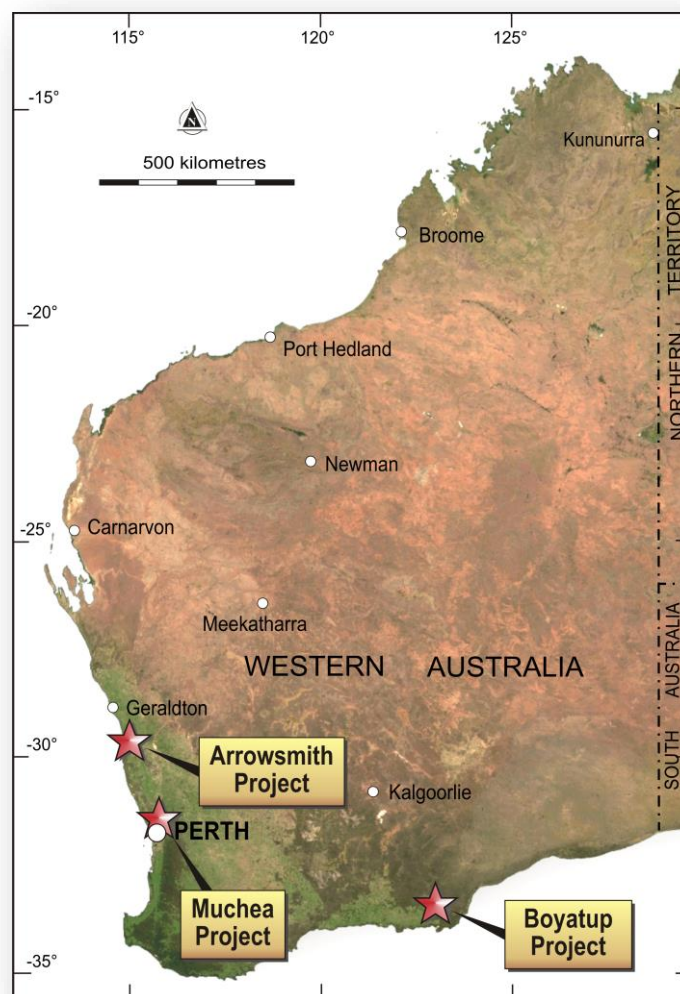 115°
120°
125°
-15°
N
500 kilometres
Kununurra
Broome
NORTHERN TERRITORY
-20°
Port Hedland
Newman
-25°
Carnarvon
Meekatharra
WESTERN AUSTRALIA
SOUTH AUSTRALIA
Geraldton
-30°
Arrowsmith
Project
Kalgoorlie
PERTH
Muchea
Project
Boyatup
Project
-35°